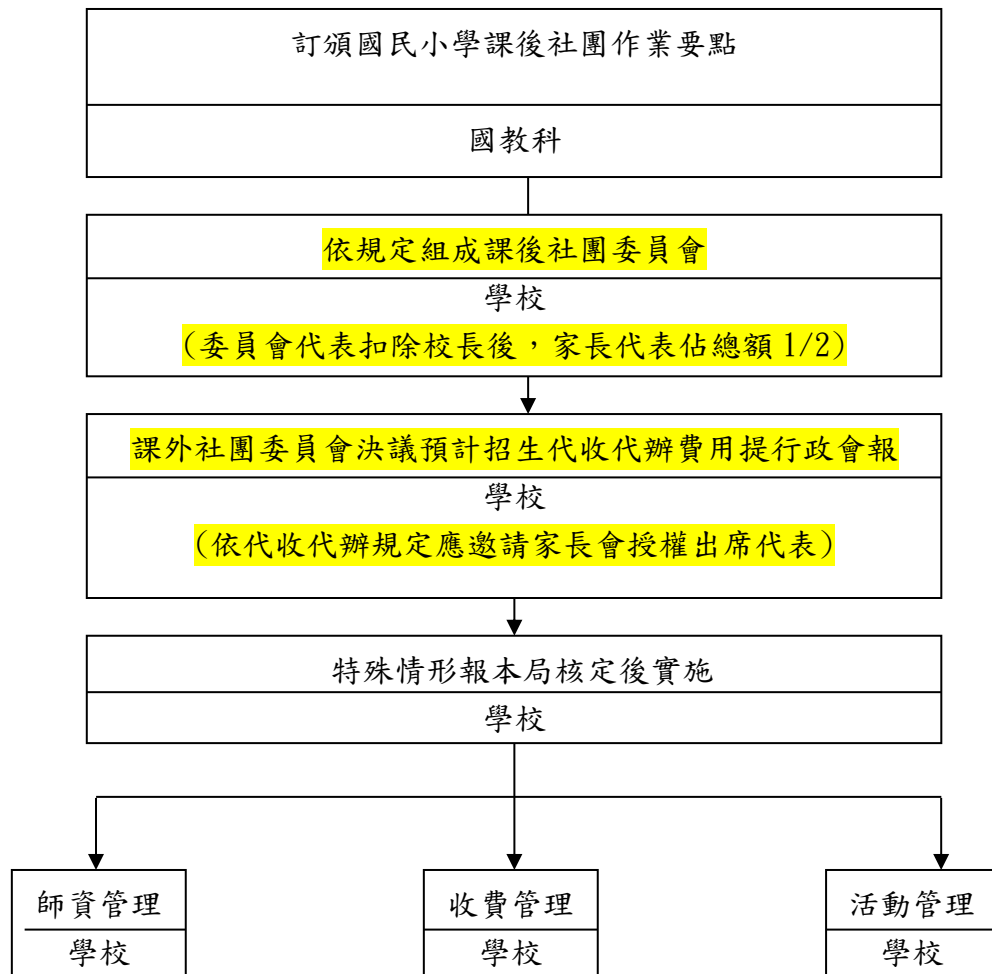 訂頒國民小學課後社團作業要點
國教科
依規定組成課後社團委員會
學校
(委員會代表扣除校長後，家長代表佔總額 1/2)
課外社團委員會決議預計招生代收代辦費用提行政會報
學校
(依代收代辦規定應邀請家長會授權出席代表)
特殊情形報本局核定後實施
學校
師資管理
學校
收費管理
學校
活動管理
學校